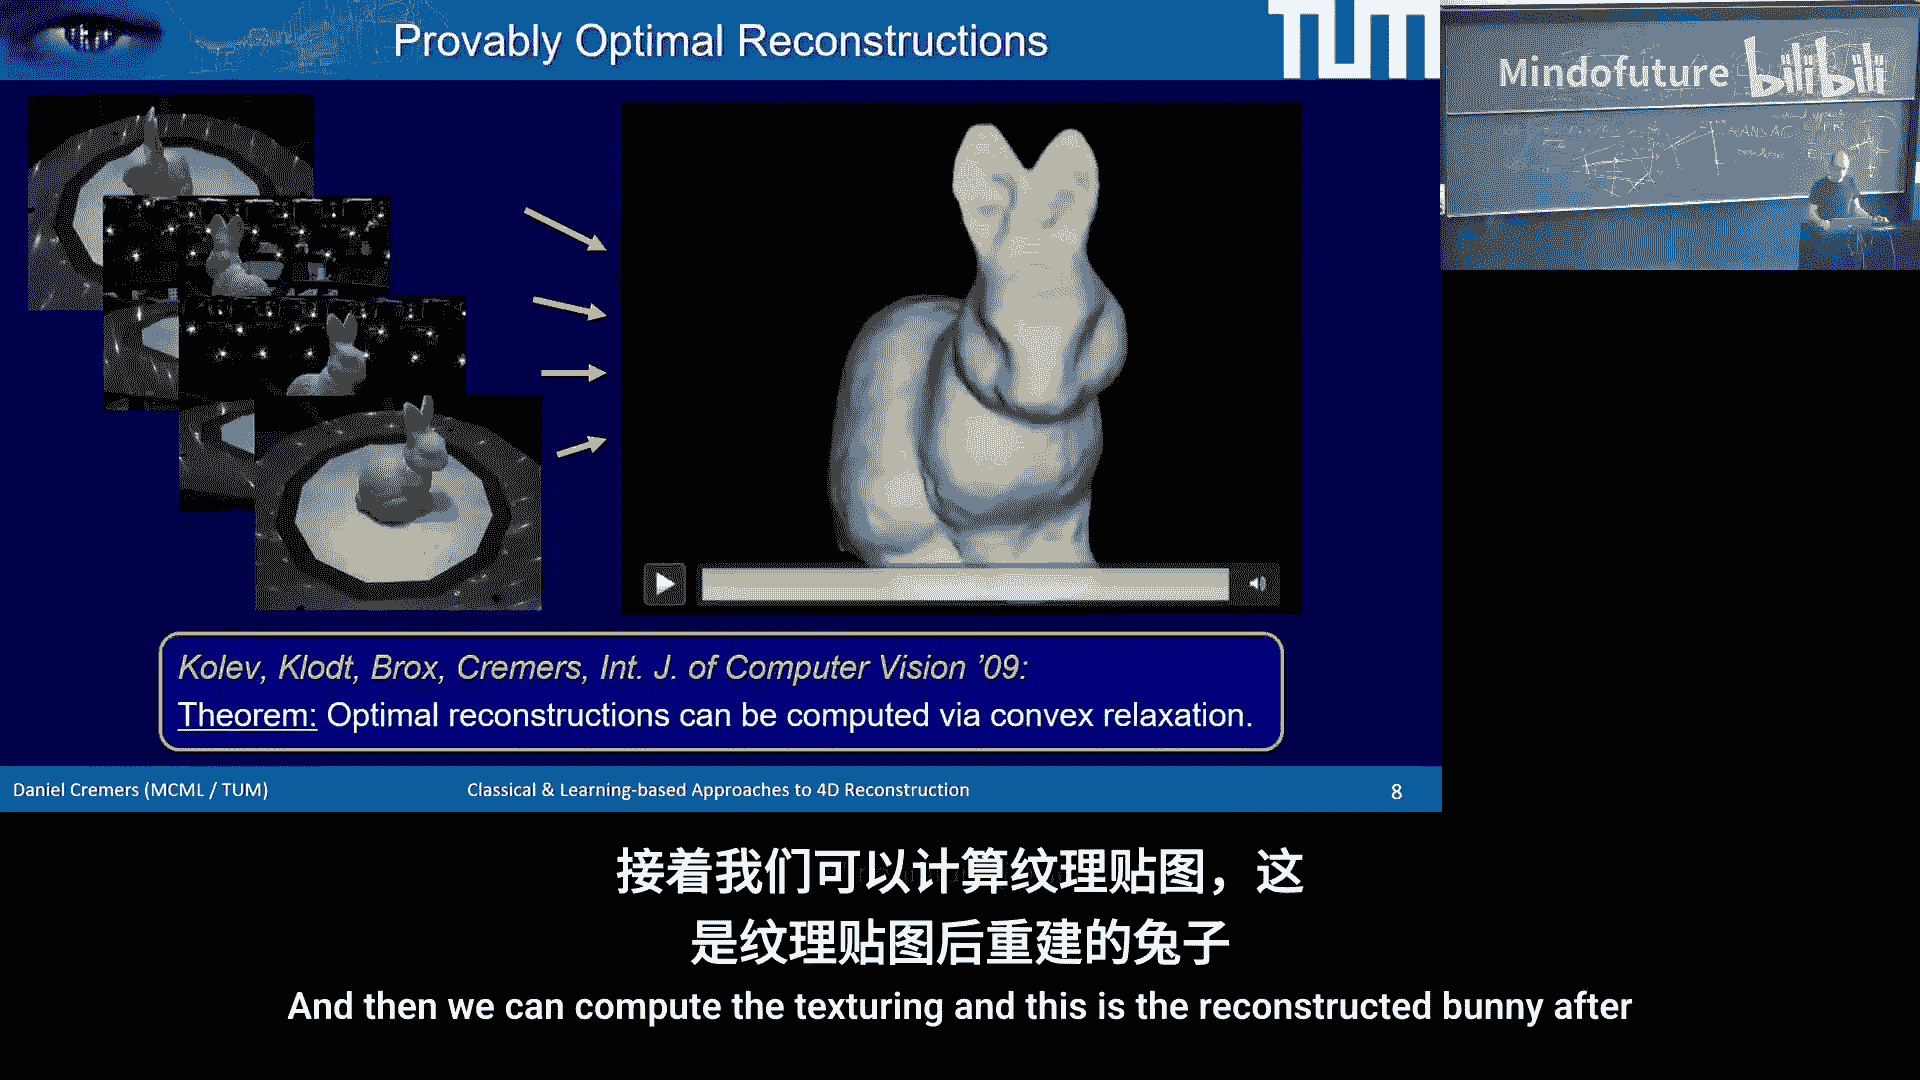 Provably Optimal Reconstructions
TUM
Mindofuture bilibili
RANSAC
Kolev, Klodt, Brox, Cremers, Int. J. of Computer Vision ’09:
Theorem: Optimal reconstructions can be computed via convex relaxation.
Daniel Cremers (MCML / TUM)
Classical & Learning-based Approaches to 4D Reconstruction
8
接着我们可以计算纹理贴图，这
是纹理贴图后重建的兔子
And then we can compute the texturing and this is the reconstructed bunny after